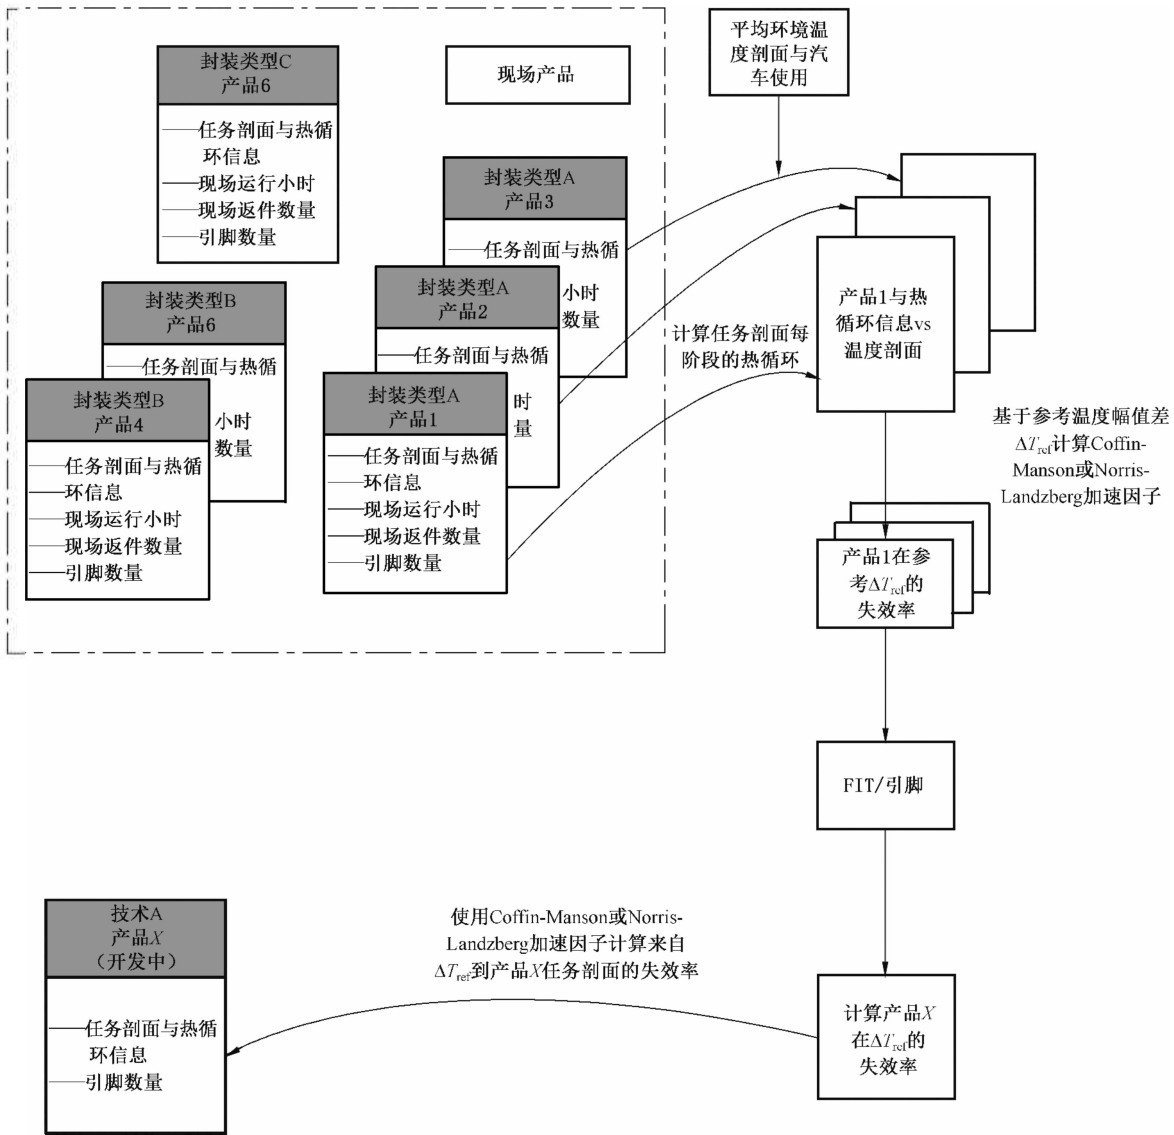 封装类型C
产品6
——任务剖面与热循
环信息
——现场运行小时
——现场返件数量
——引脚数量
现场产品
平均环境温
度剖面与汽
车使用
封装类型A
产品3
——任务剖面与热循
小时
数量
封装类型A
产品2
——任务剖面与热循
时
量
封装类型B
产品6
——任务剖面与热循
小时
数量
封装类型B
产品4
——任务剖面与热循
——环信息
——现场运行小时
——现场返件数量
——引脚数量
封装类型A
产品1
——任务剖面与热循
——环信息
——现场运行小时
——现场返件数量
——引脚数量
计算任务剖面每
阶段的热循环
产品1与热
循环信息vs
温度剖面
基于参考温度幅值差
ΔTref计算Coffin-
Manson或Norris-
Landzberg加速因子
产品1在参
考ΔTref的
失效率
FIT/引脚
计算产品X
在ΔTref的
失效率
使用Coffin-Manson或Norris-
Landzberg加速因子计算来自
ΔTref到产品X任务剖面的失效率
技术A
产品X
（开发中）
——任务剖面与热循
环信息
——引脚数量